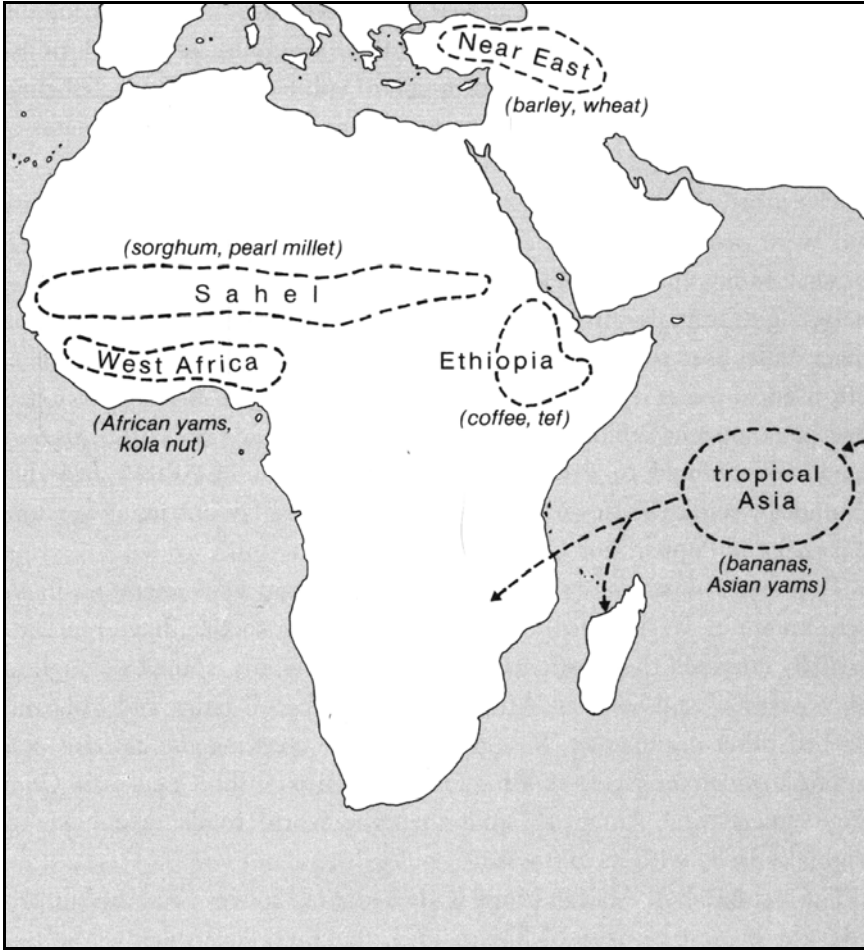 Near East
(barley, wheat)
(sorghum, pearl millet)
Sahel
West Africa
(African yams,
kola nut)
Ethiopia
(coffee, tef)
tropical
Asia
(bananas,
Asian yams)